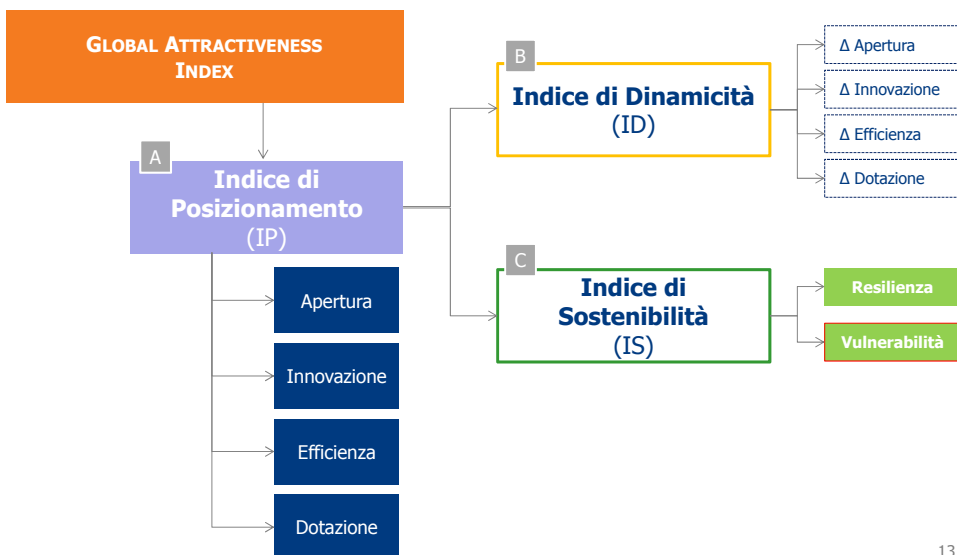 GLOBAL ATTRACTIVENESS
INDEX
A
Indice di
Posizionamento
(IP)
Apertura
Innovazione
Efficienza
Dotazione
B
Indice di Dinamicità
(ID)
Δ Apertura
Δ Innovazione
Δ Efficienza
Δ Dotazione
C
Indice di
Sostenibilità
(IS)
Resilienza
Vulnerabilità
13